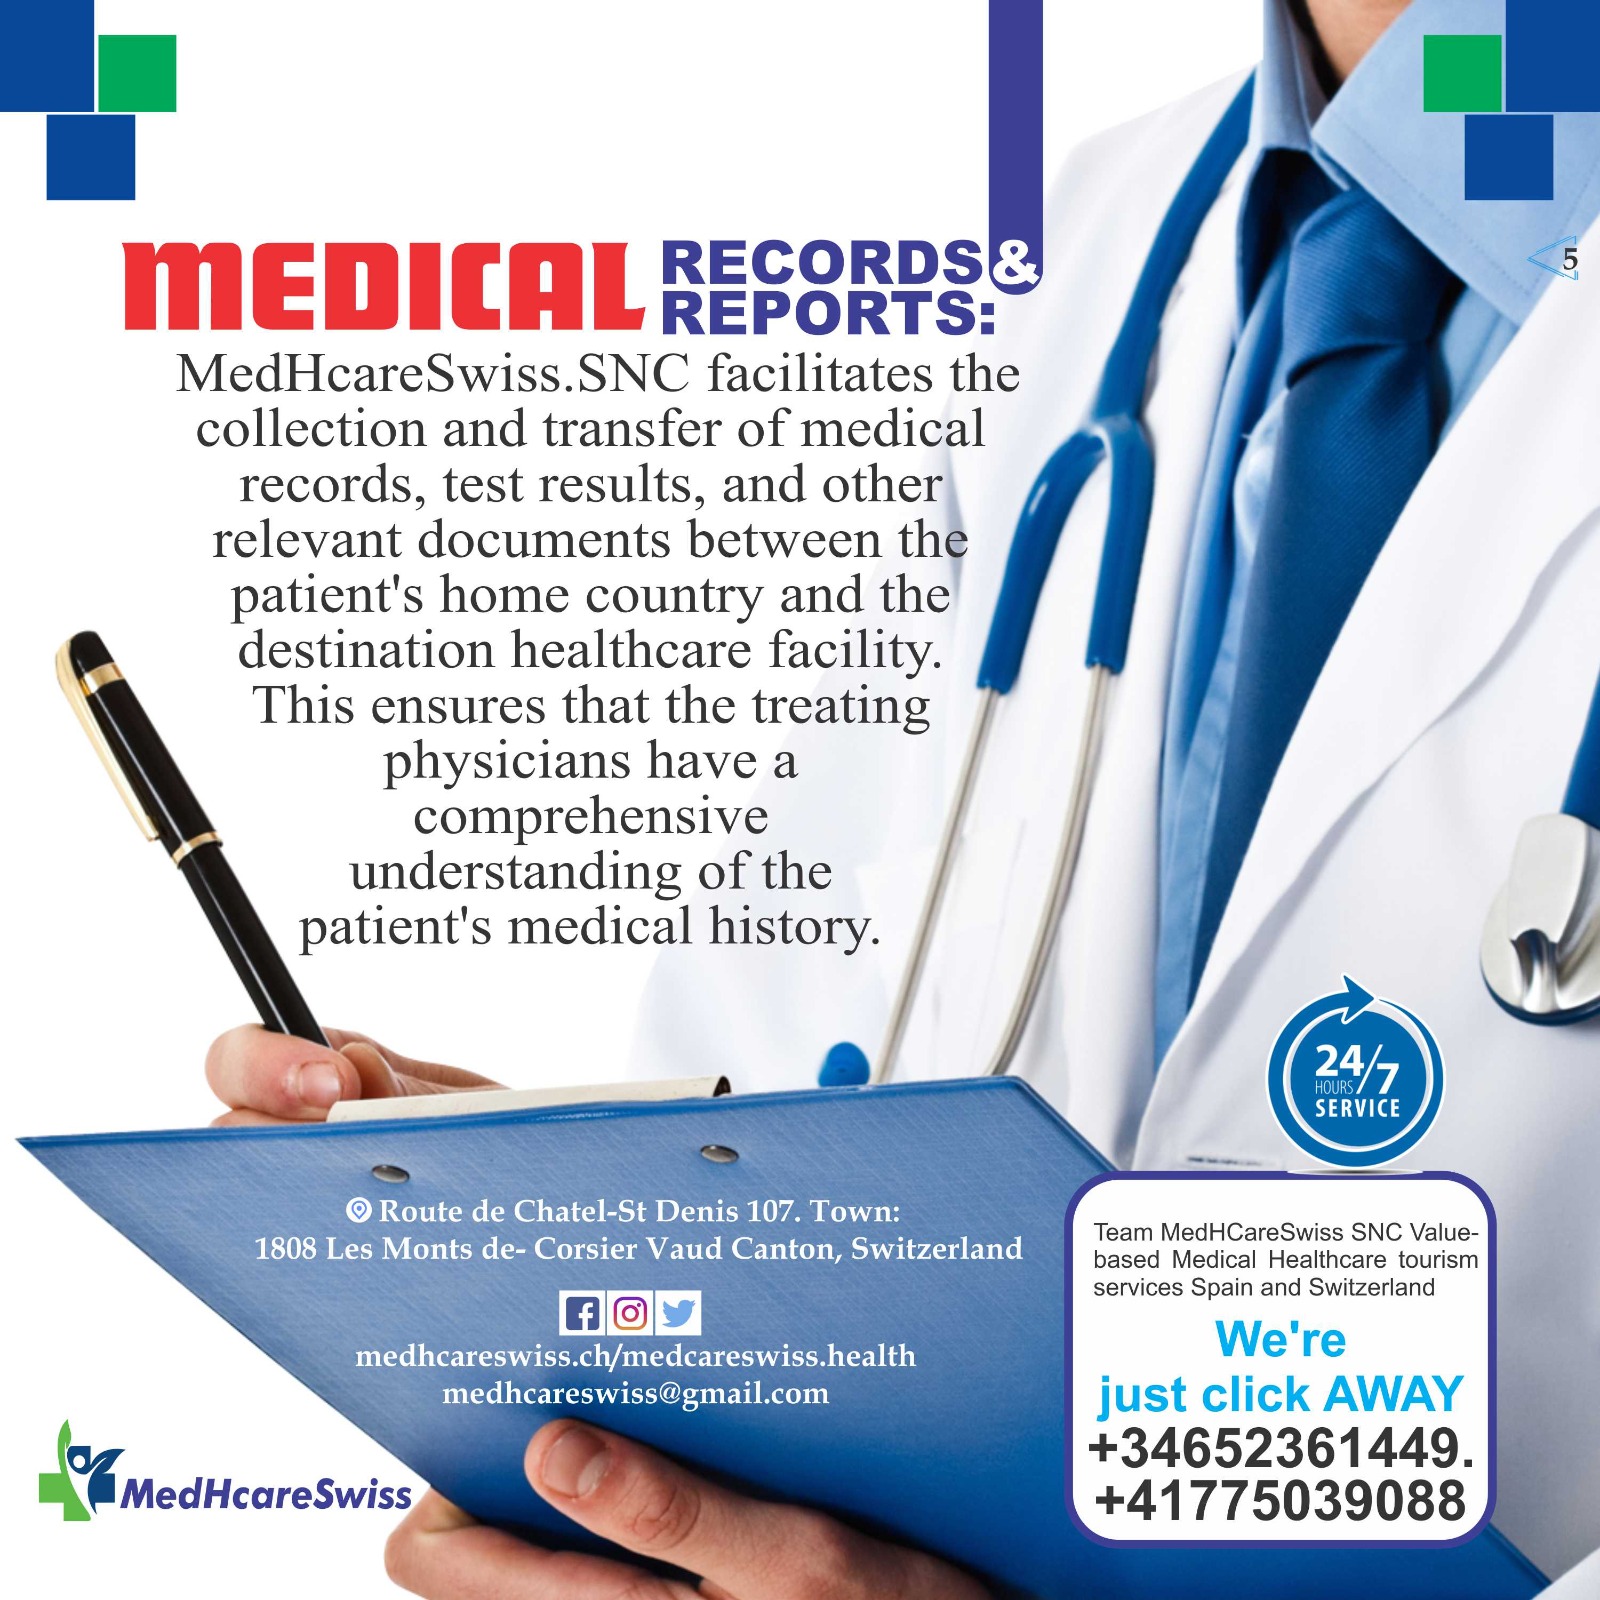 MEDICAL RECORDS &
REPORTS:
5
MedHcareSwiss.SNC facilitates the
collection and transfer of medical
records, test results, and other
relevant documents between the
patient's home country and the
destination healthcare facility.
This ensures that the treating
physicians have a
comprehensive
understanding of the
patient's medical history.
24/7
HOURS
SERVICE
Route de Chatel-St Denis 107. Town:
1808 Les Monts de- Corsier Vaud Canton, Switzerland
medhcareswiss.ch/medcareswiss.health
medhcareswiss@gmail.com
Team MedHCareSwiss SNC Value-
based Medical Healthcare tourism
services Spain and Switzerland
We're
just click AWAY
+34652361449.
+41775039088
MedHcareSwiss